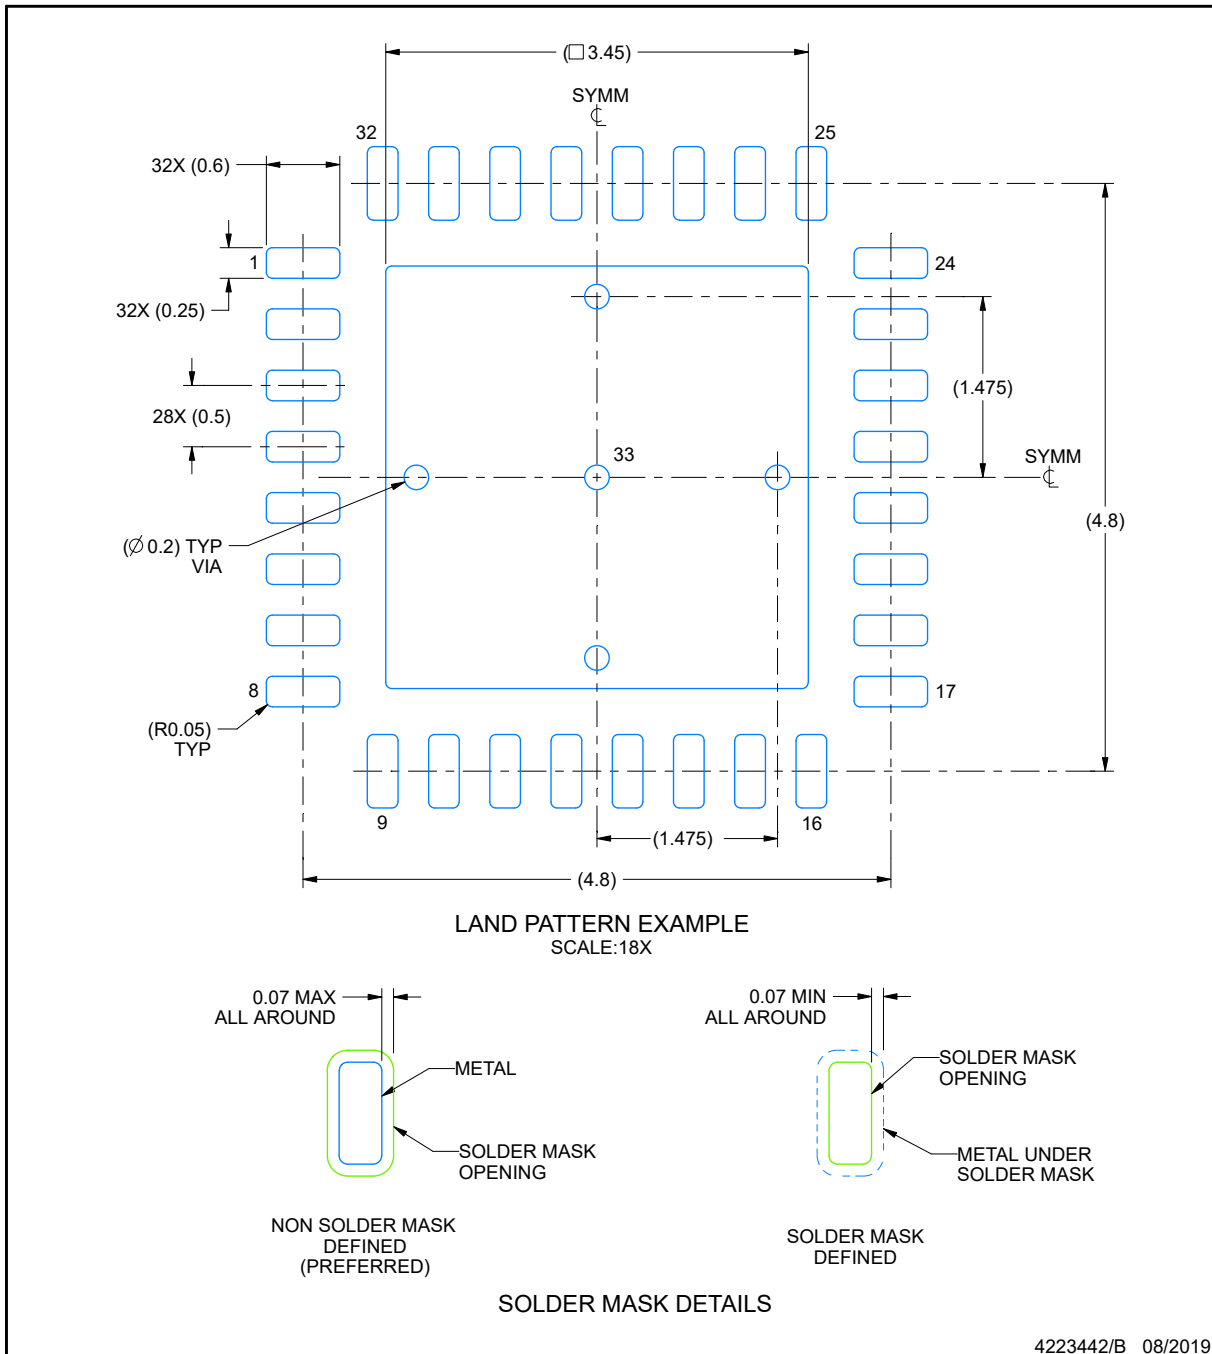 (□ 3.45)
SYMM
℄
32
25
32X (0.6)
1
24
32X (0.25)
(1.475)
28X (0.5)
33
SYMM
℄
(4.8)
(∅ 0.2) TYP
VIA
8
17
(R0.05)
TYP
9
16
(1.475)
(4.8)
LAND PATTERN EXAMPLE
SCALE:18X
0.07 MAX
ALL AROUND
METAL
SOLDER MASK
OPENING
NON SOLDER MASK
DEFINED
(PREFERRED)
0.07 MIN
ALL AROUND
SOLDER MASK
OPENING
METAL UNDER
SOLDER MASK
SOLDER MASK
DEFINED
SOLDER MASK DETAILS
4223442/B 08/2019